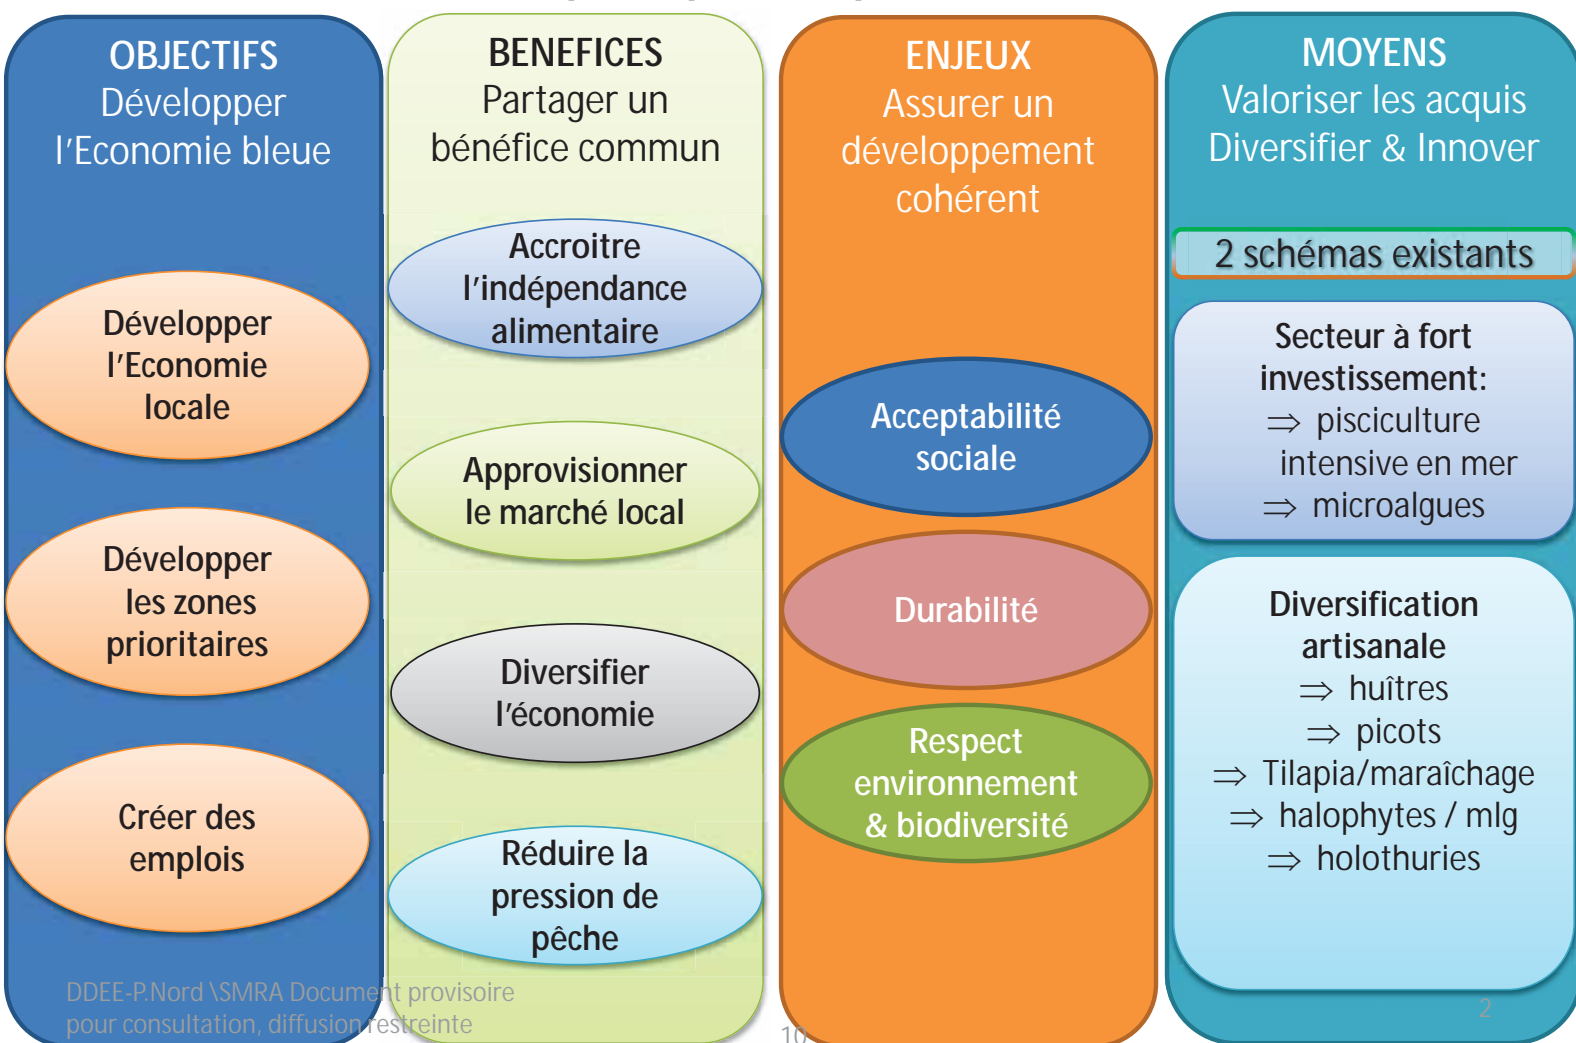 OBJECTIFS
Développer
l'Economie bleue
Développer
l'Economie
locale
Développer
les zones
prioritaires
Créer des
emplois
BENEFICES
Partager un
bénéfice commun
Accroitre
l'indépendance
alimentaire
Approvisionner
le marché local
Diversifier
l'économie
Réduire la
pression de
pêche
ENJEUX
Assurer un
développement
cohérent
Acceptabilité
sociale
Durabilité
Respect
environnement
& biodiversité
MOYENS
Valoriser les acquis
Diversifier & Innover
2 schémas existants
Secteur à fort
investissement:
⇒ pisciculture
intensive en mer
⇒ microalgues
Diversification
artisanale
⇒ huîtres
⇒ picots
⇒ Tilapia/maraîchage
⇒ halophytes / mlg
⇒ holothuries
DDEE-P.Nord \SMRA Document provisoire
pour consultation, diffusion restreinte
10
2